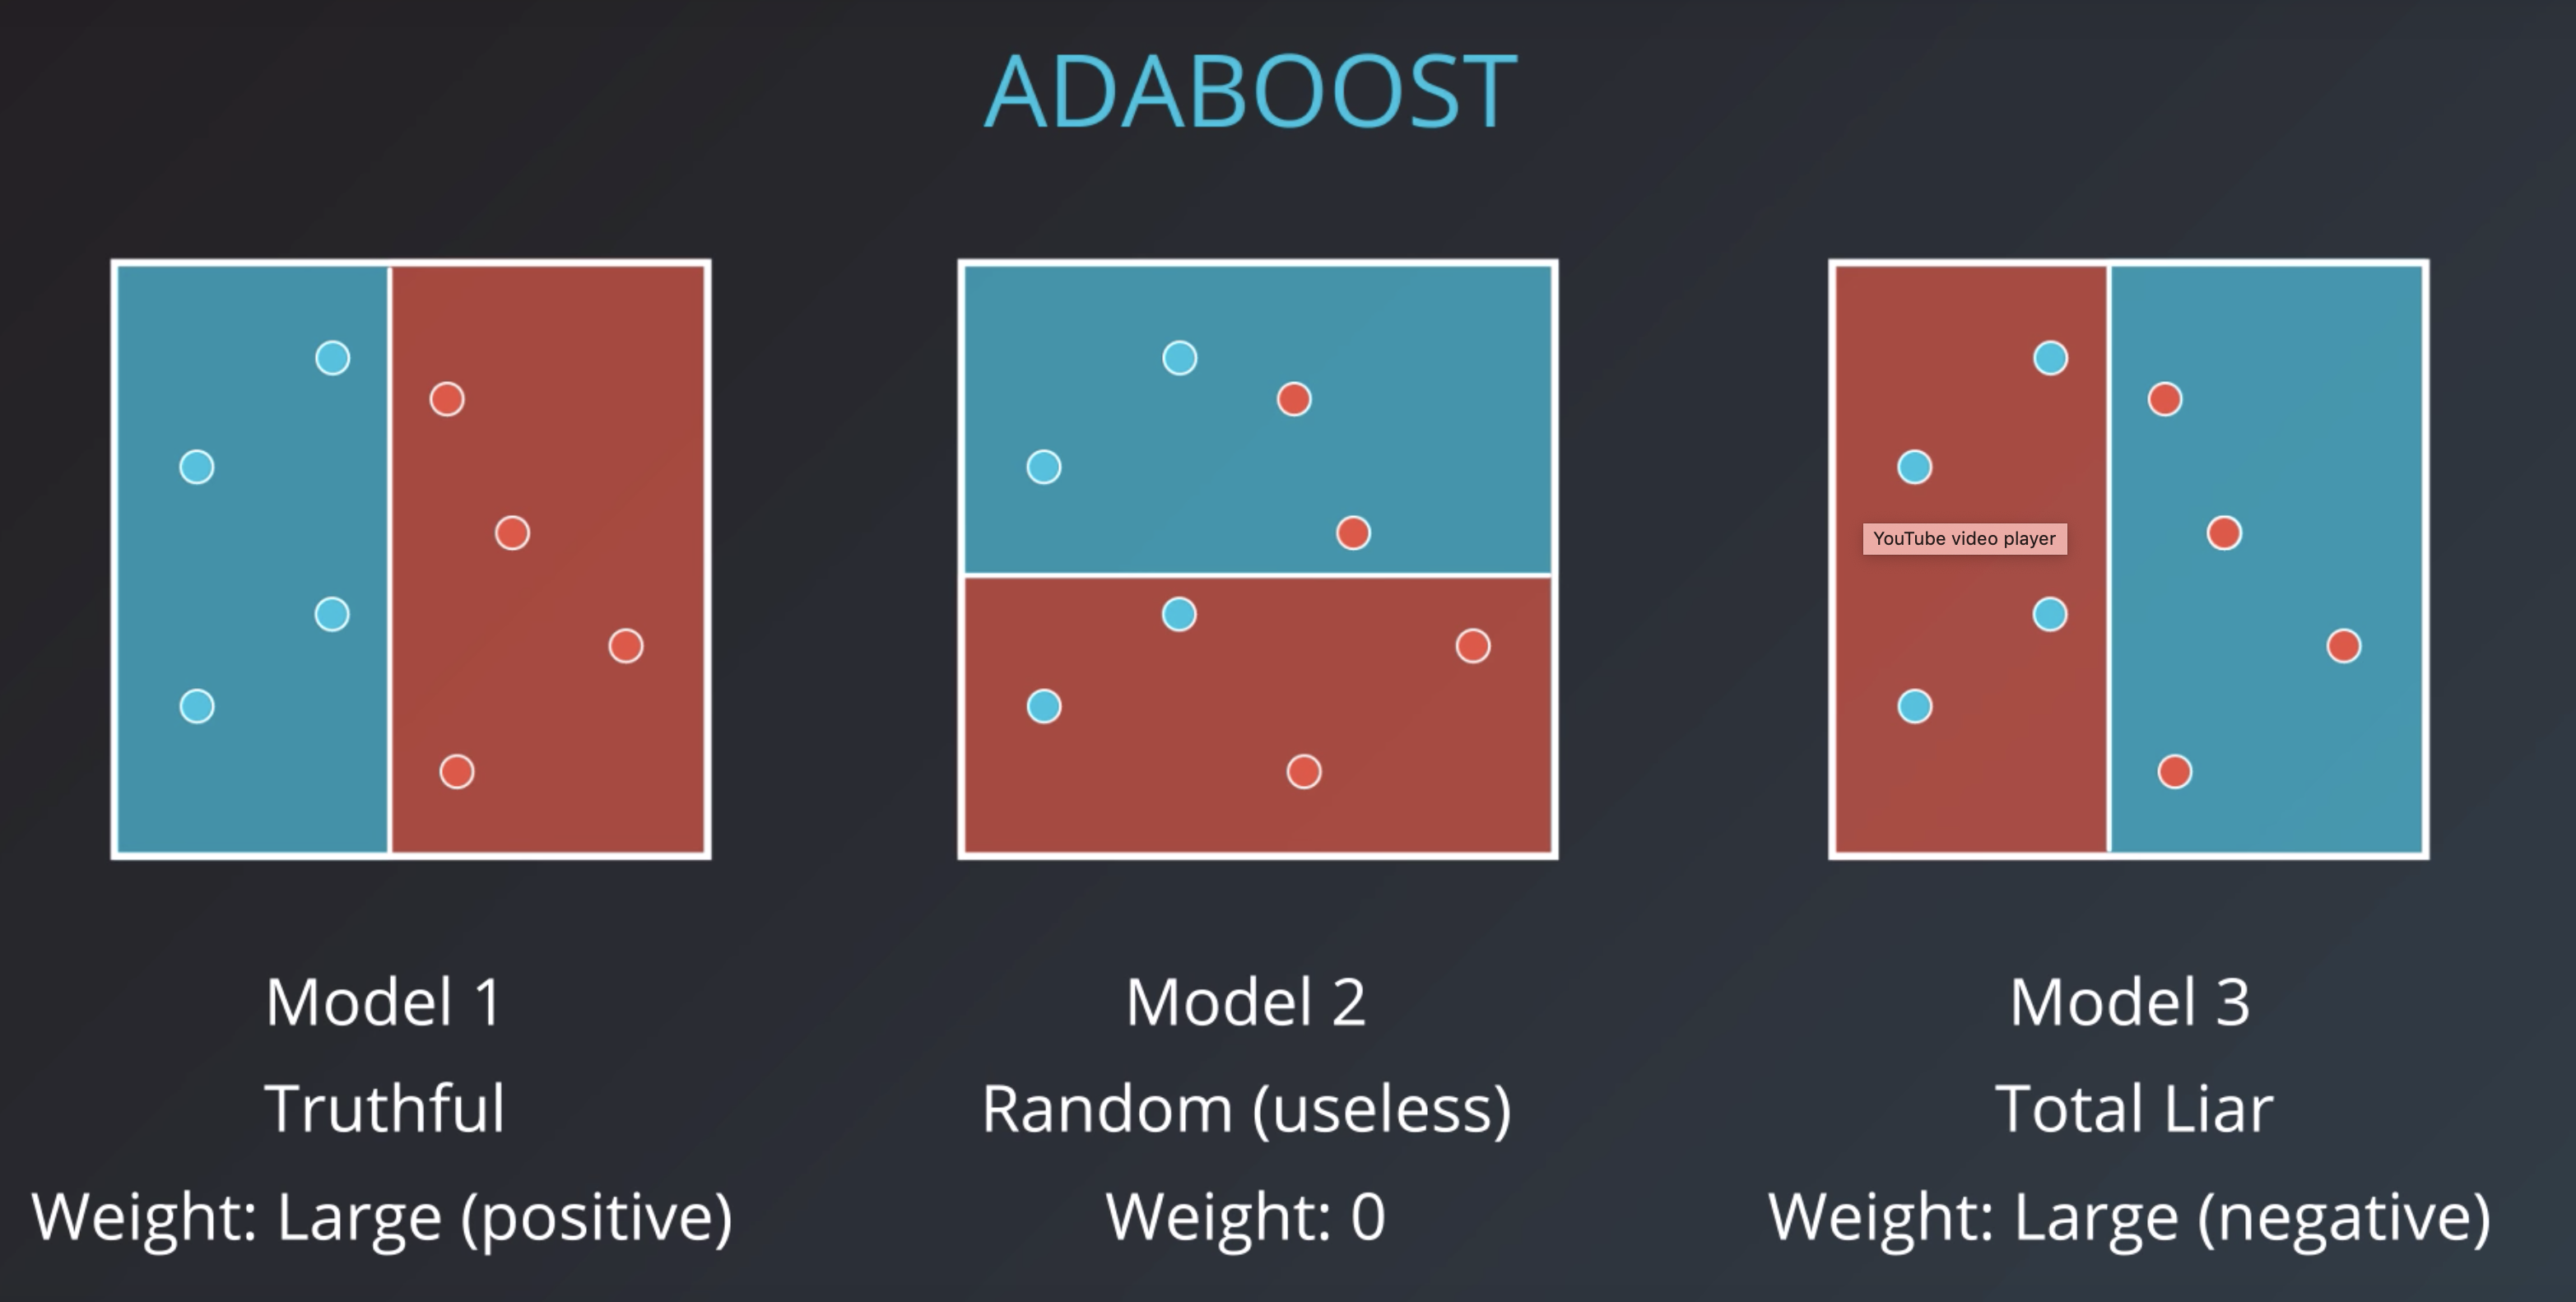 ADABOOST
YouTube video player
Model 1
Truthful
Weight: Large (positive)
Model 2
Random (useless)
Weight: 0
Model 3
Total Liar
Weight: Large (negative)